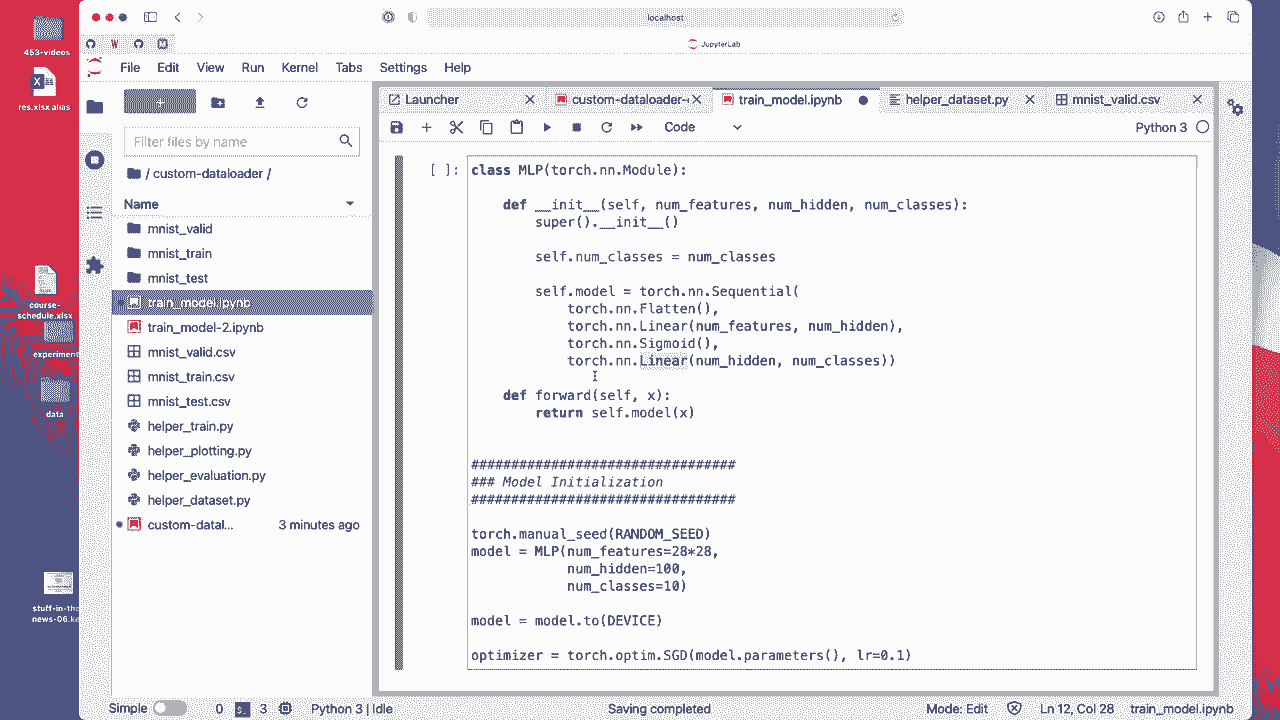 localhost
JupyterLab
453-videos
res.xlsx alias
course-
schedule.xlsx
experiment
data
stuff-in-the
news-06.k
File Edit View Run Kernel Tabs Settings Help
Filter files by name
/ custom-dataloader /
Name
mnist_valid
mnist_train
mnist_test
train_model.ipynb
train_model-2.ipynb
mnist_valid.csv
mnist_train.csv
mnist_test.csv
helper_train.py
helper_plotting.py
helper_evaluation.py
helper_dataset.py
custom-datal... 3 minutes ago
Launcher custom-dataloader- train_model.ipynb helper_dataset.py mnist_valid.csv
Code Python 3
[ ]: class MLP(torch.nn.Module):
def __init__(self, num_features, num_hidden, num_classes):
super().__init__()
self.num_classes = num_classes
self.model = torch.nn.Sequential(
torch.nn.Flatten(),
torch.nn.Linear(num_features, num_hidden),
torch.nn.Sigmoid(),
torch.nn.Linear(num_hidden, num_classes))
def forward(self, x):
return self.model(x)
#################################
### Model Initialization
#################################
torch.manual_seed(RANDOM_SEED)
model = MLP(num_features=28*28,
num_hidden=100,
num_classes=10)
model = model.to(DEVICE)
optimizer = torch.optim.SGD(model.parameters(), lr=0.1)
Simple 0 3 Python 3 | Idle Saving completed Mode: Edit Ln 12, Col 28 train_model.ipynb